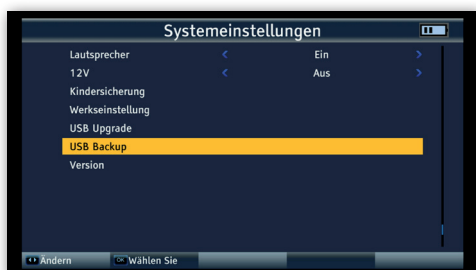 Systemeinstellungen
Lautsprecher Ein
12V Aus
Kindersicherung
Werkseinstellung
USB Upgrade
USB Backup
Version
Ändern OK Wählen Sie